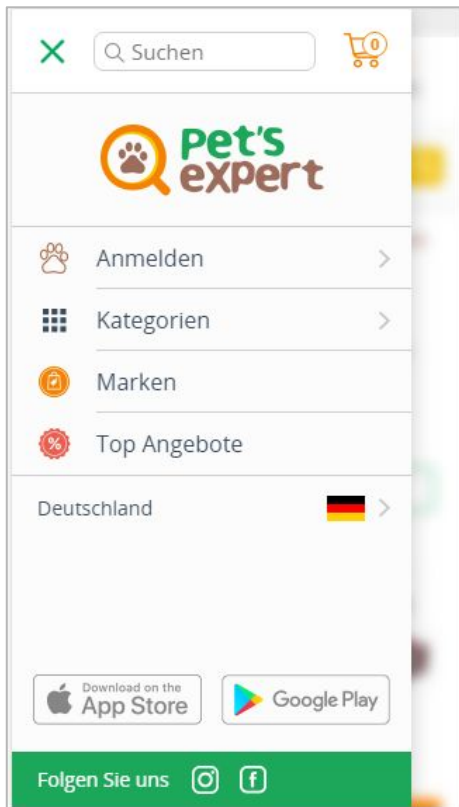 Suchen
0
pet's
expert
Anmelden
Kategorien
Marken
%
Top Angebote
Deutschland
Download on the
App Store
Google Play
Folgen Sie uns